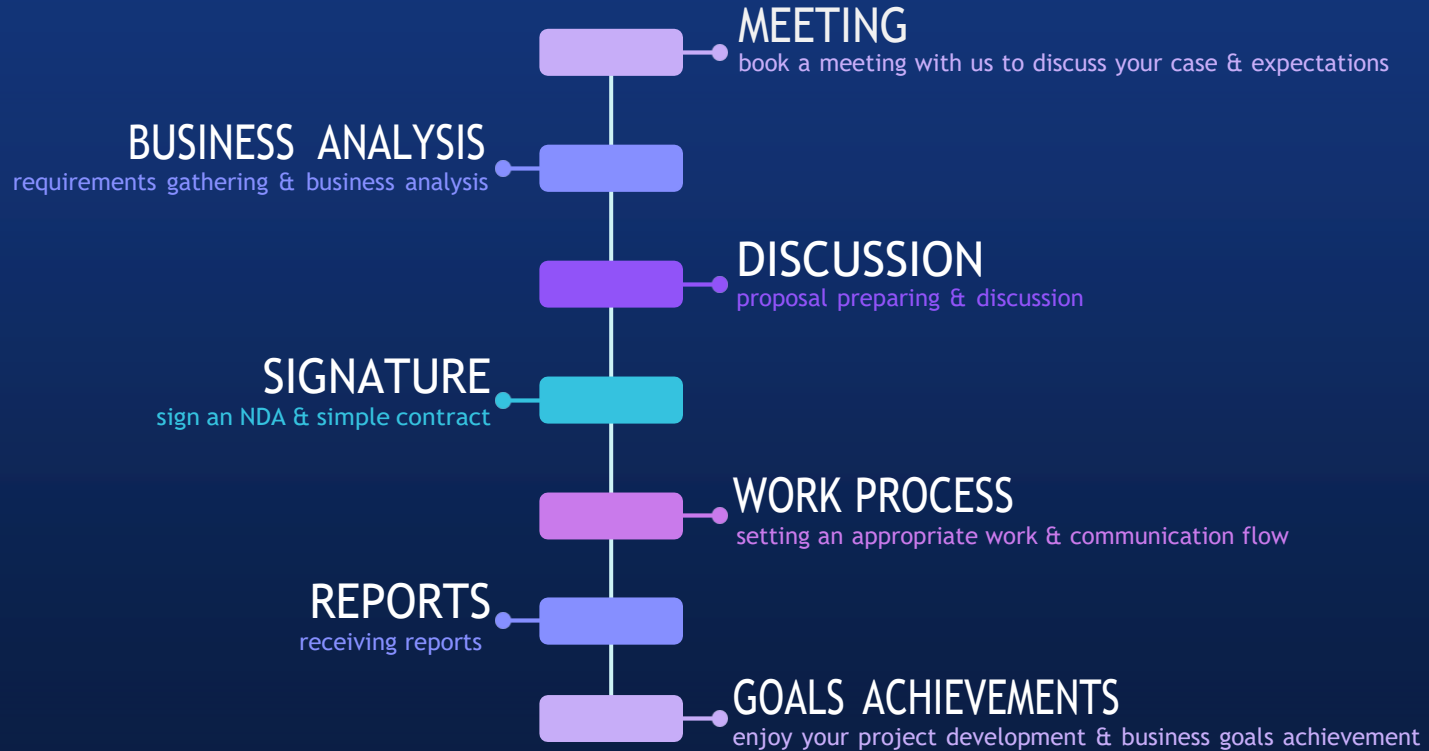 MEETING
book a meeting with us to discuss your case & expectations
BUSINESS ANALYSIS
requirements gathering & business analysis
DISCUSSION
proposal preparing & discussion
SIGNATURE
sign an NDA & simple contract
WORK PROCESS
setting an appropriate work & communication flow
REPORTS
receiving reports
GOALS ACHIEVEMENTS
enjoy your project development & business goals achievement